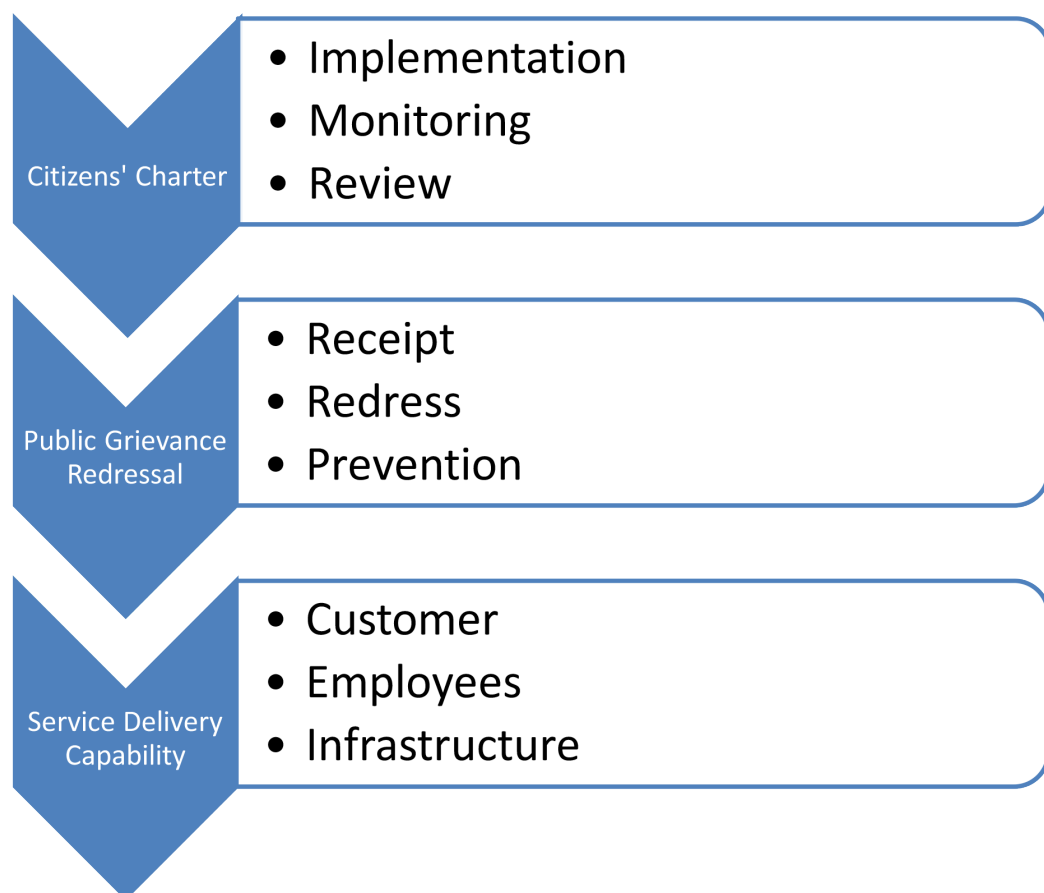 Citizens' Charter
• Implementation
• Monitoring
• Review
Public Grievance
Redressal
• Receipt
• Redress
• Prevention
Service Delivery
Capability
• Customer
• Employees
• Infrastructure